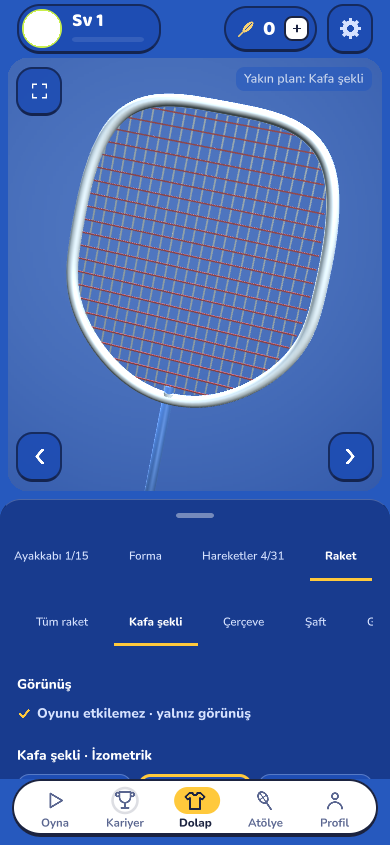 Sv 1
0
+
Yakın plan: Kafa şekli
Ayakkabı 1/15 Forma Hareketler 4/31 Raket
Tüm raket Kafa şekli Çerçeve Şaft
Görünüş
Oyunu etkilemez · yalnız görünüş
Kafa şekli · İzometrik
Oyna Kariyer Dolap Atölye Profil